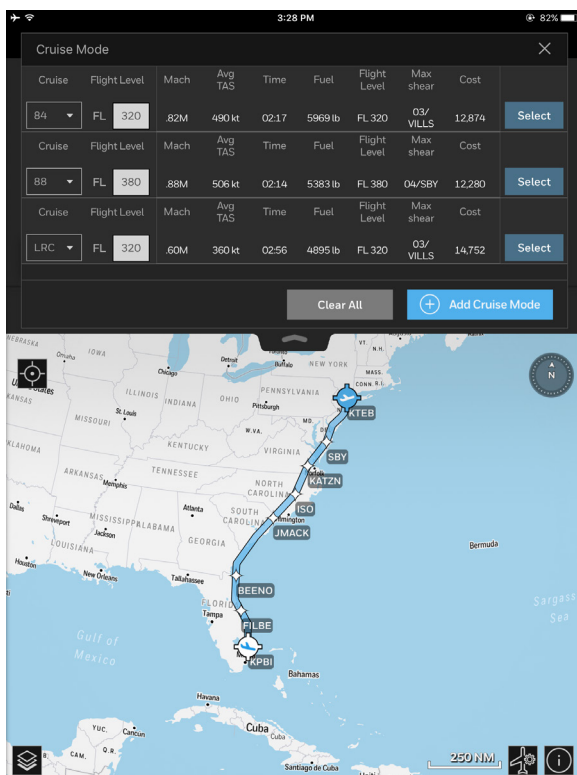 3:28 PM
82%
Cruise Mode
Cruise Flight Level Mach Avg TAS Time Fuel Flight Level Max shear Cost
84 FL 320 .82M 490 kt 02:17 5969 lb FL 320 03/VILLS 12,874 Select
Cruise Flight Level Mach Avg TAS Time Fuel Flight Level Max shear Cost
88 FL 380 .88M 506 kt 02:14 5383 lb FL 380 04/SBY 12,280 Select
Cruise Flight Level Mach Avg TAS Time Fuel Flight Level Max shear Cost
LRC FL 320 .60M 360 kt 02:56 4895 lb FL 320 03/VILLS 14,752 Select
Clear All
Add Cruise Mode
NEBRASKA
Omaha
IOWA
Chicago
Detroit
Buffalo
NEW YORK
VT.
N.H.
MASS.
CONN. R.I.
N
KANSAS
ILLINOIS
INDIANA
OHIO
PENNSYLVANIA
Pittsburgh
MISSOURI
St. Louis
W.VA.
MD.
KTEB
KENTUCKY
VIRGINIA
SBY
KATZN
ARKANSAS
Memphis
TENNESSEE
NORTH
CAROLINA
ISO
Dallas
Shreveport
MISSISSIPPI
ALABAMA
Jackson
Atlanta
SOUTH
CAROLINA
JMACK
GEORGIA
LOUISIANA
Bermuda
Houston
New Orleans
Tallahassee
BEENO
Sargass
Sea
FLORIDA
Tampa
FILBE
Gulf of
Mexico
KPBI
Bahamas
Havana
YUC.
Cancún
Cuba
Cuba
Q.R.
CAM.
Santiago de Cuba
250 NM